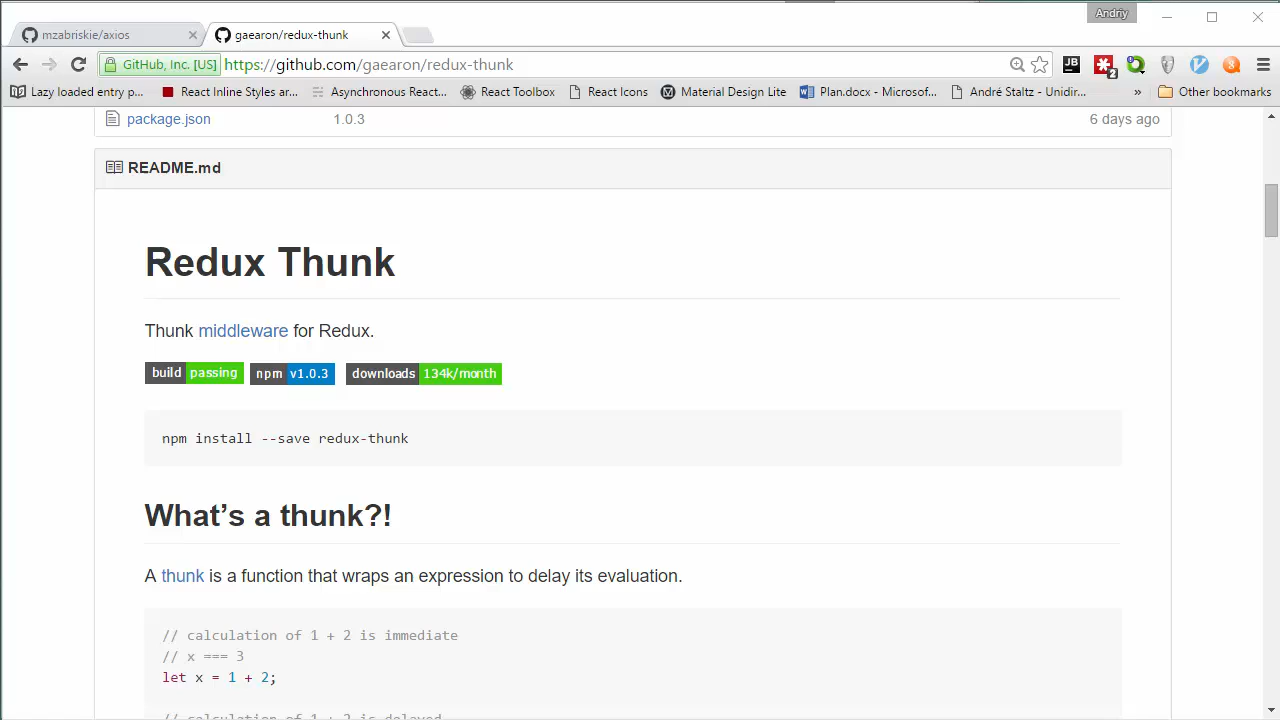 Andriy
mzabriskie/axios
gaearon/redux-thunk
GitHub, Inc. [US] https://github.com/gaearon/redux-thunk
JB 2
Lazy loaded entry p... React Inline Styles ar... Asynchronous React... React Toolbox React Icons Material Design Lite Plan.docx - Microsof... André Staltz - Unidir... » Other bookmarks
package.json 1.0.3 6 days ago
README.md
Redux Thunk
Thunk middleware for Redux.
build passing npm v1.0.3 downloads 134k/month
npm install --save redux-thunk
What’s a thunk?!
A thunk is a function that wraps an expression to delay its evaluation.
// calculation of 1 + 2 is immediate
// x === 3
let x = 1 + 2;
// calculation of 1 + 2 is delayed